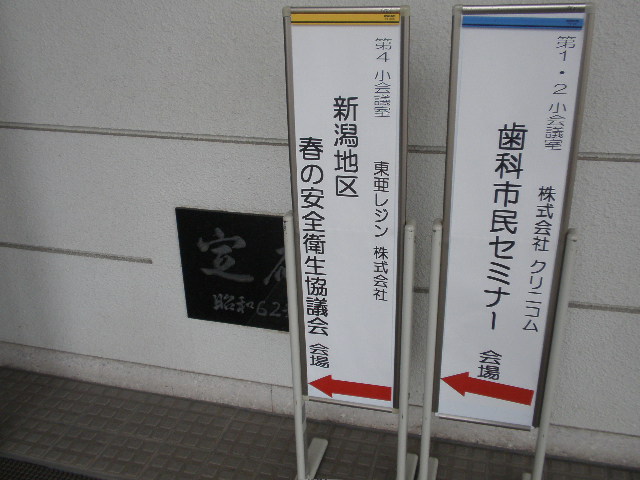 第1・2 小会議室
株式会社 クリニコム
歯科市民セミナー 会場
第4 小会議室
東亜レジン 株式会社
新潟地区
春の安全衛生協議会 会場
定
昭和62